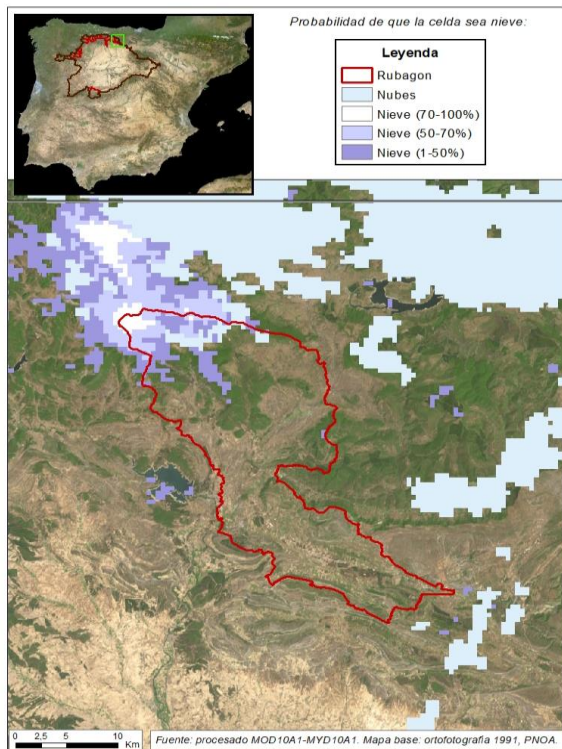 Probabilidad de que la celda sea nieve:
Leyenda
Rubagon
Nubes
Nieve (70-100%)
Nieve (50-70%)
Nieve (1-50%)
0 2,5 5 10
Km
Fuente: procesado MOD10A1-MYD10A1. Mapa base: ortofotografía 1991, PNOA.